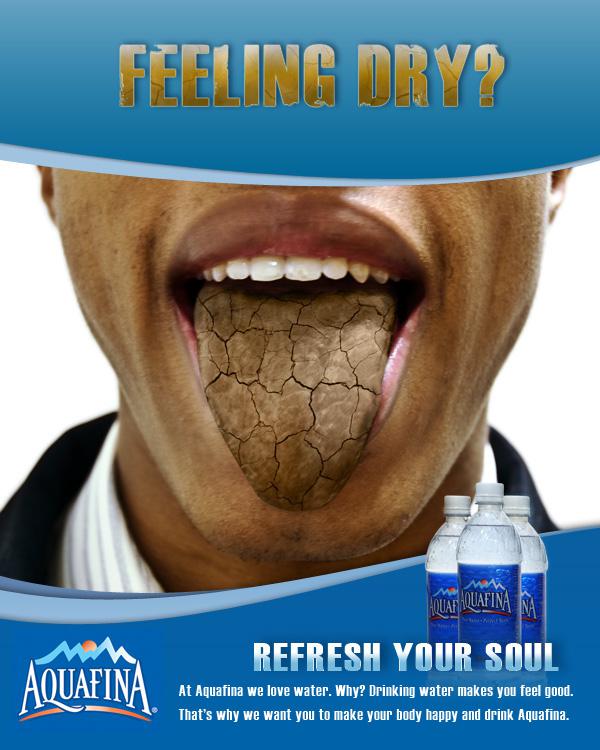 FEELING DRY?
AQUAFINA
AQUAFINA
REFRESH YOUR SOUL
AQUAFINA®
At Aquafina we love water. Why? Drinking water makes you feel good.
That's why we want you to make your body happy and drink Aquafina.